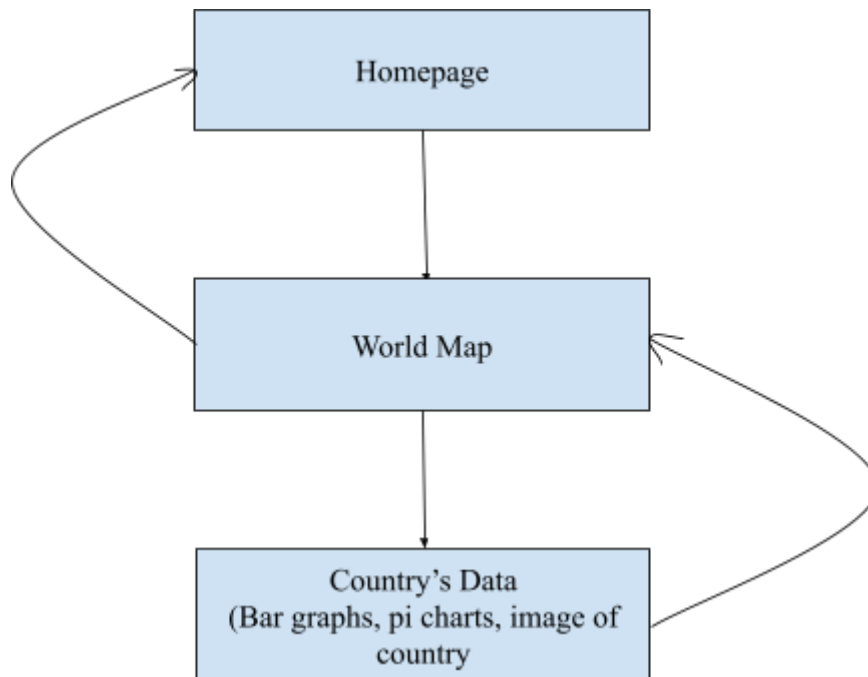 Homepage
World Map
Country’s Data
(Bar graphs, pi charts, image of
country